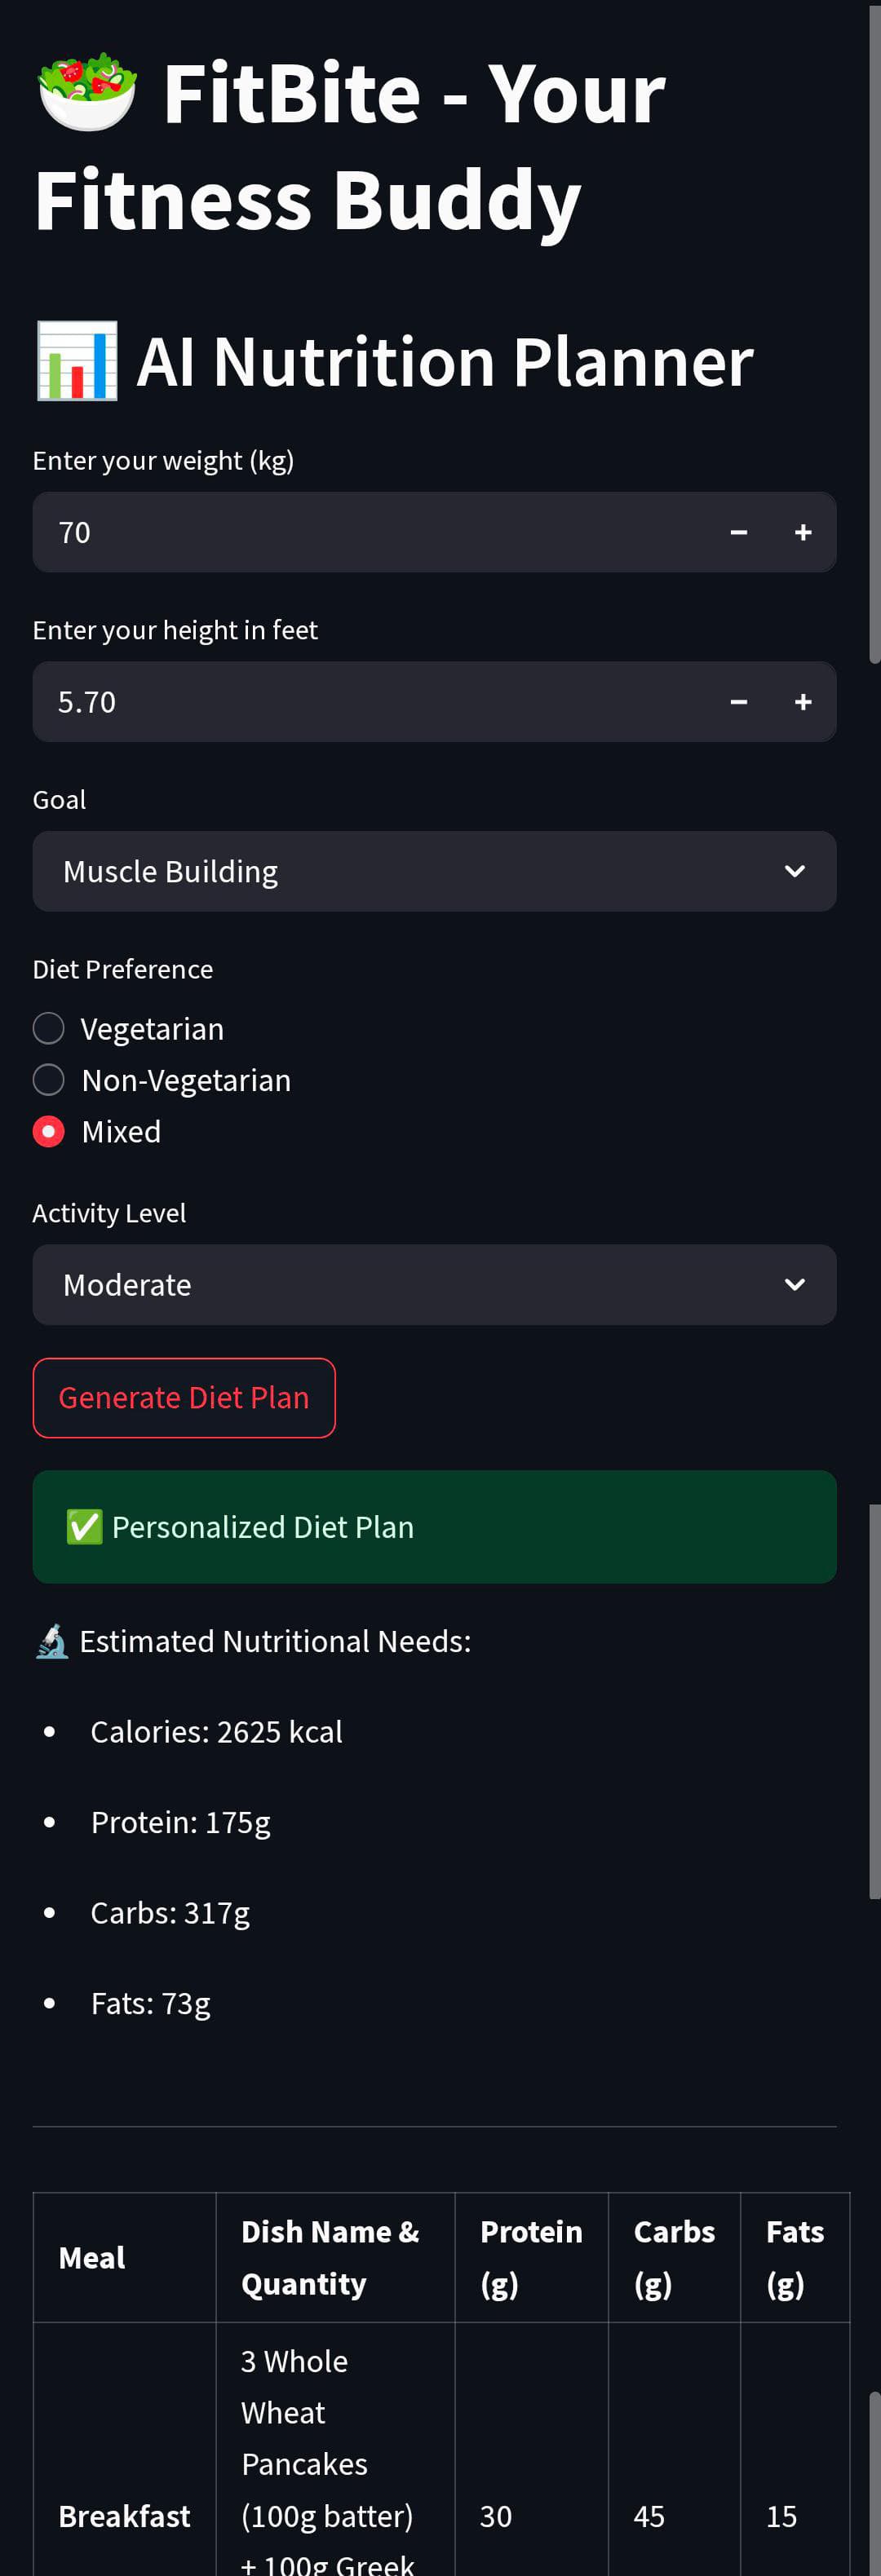 🥗 FitBite - Your
Fitness Buddy
📊 AI Nutrition Planner
Enter your weight (kg)
70 − +
Enter your height in feet
5.70 − +
Goal
Muscle Building
Diet Preference
Vegetarian
Non-Vegetarian
Mixed
Activity Level
Moderate
Generate Diet Plan
✅ Personalized Diet Plan
🔬 Estimated Nutritional Needs:
• Calories: 2625 kcal
• Protein: 175g
• Carbs: 317g
• Fats: 73g
Meal
Dish Name &
Quantity
Protein
(g)
Carbs
(g)
Fats
(g)
Breakfast
3 Whole
Wheat
Pancakes
(100g batter)
+ 100g Greek
30
45
15